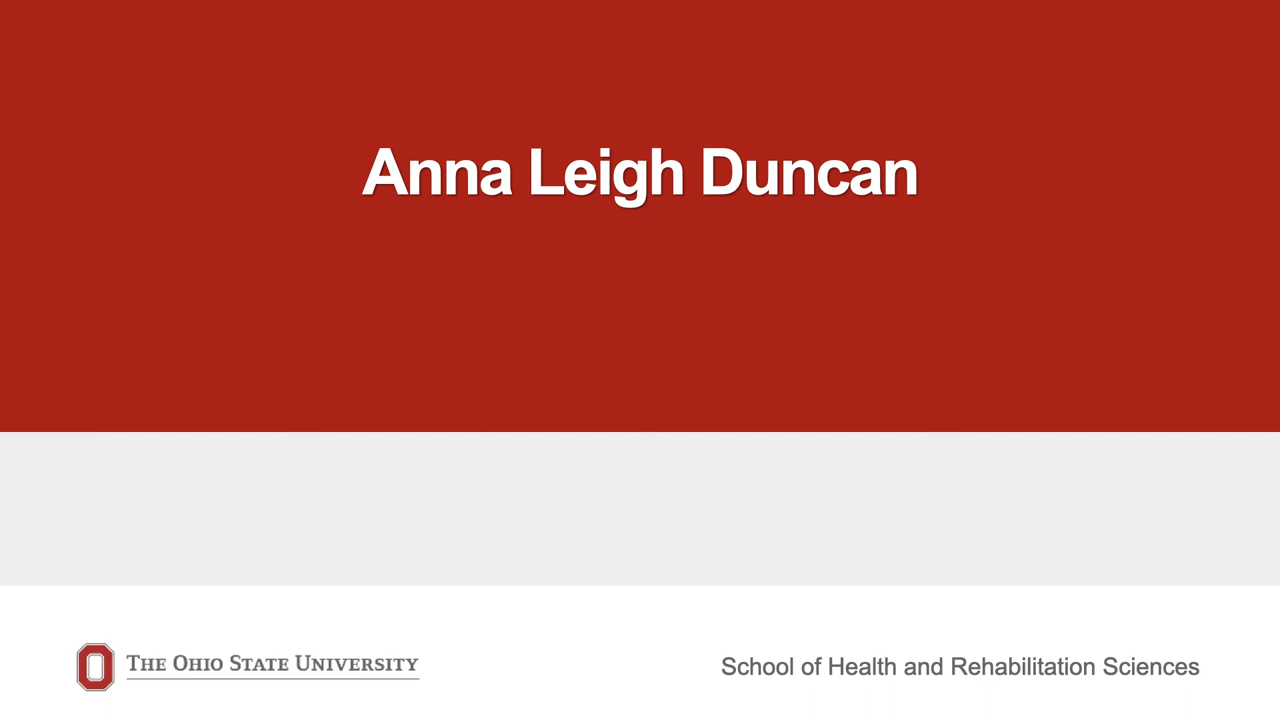 Anna Leigh Duncan
The Ohio State University
School of Health and Rehabilitation Sciences